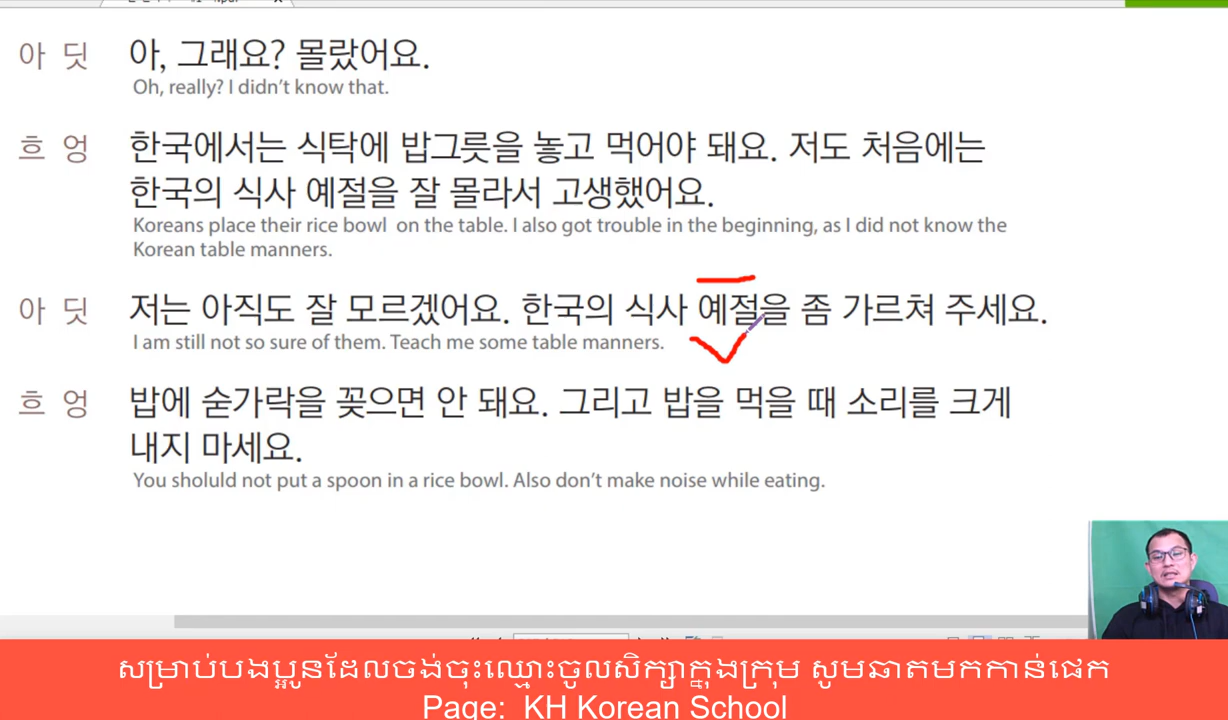 아 딧 아, 그래요? 몰랐어요.
Oh, really? I didn't know that.
흐 엉 한국에서는 식탁에 밥그릇을 놓고 먹어야 돼요. 저도 처음에는
한국의 식사 예절을 잘 몰라서 고생했어요.
Koreans place their rice bowl on the table. I also got trouble in the beginning, as I did not know the
Korean table manners.
아 딧 저는 아직도 잘 모르겠어요. 한국의 식사 예절을 좀 가르쳐 주세요.
I am still not so sure of them. Teach me some table manners.
흐 엉 밥에 숟가락을 꽂으면 안 돼요. 그리고 밥을 먹을 때 소리를 크게
내지 마세요.
You sholuld not put a spoon in a rice bowl. Also don't make noise while eating.
សម្រាប់បងប្អូនដែលចង់ចុះឈ្មោះចូលសិក្សាក្នុងក្រុម សូមឆាតមកកាន់ផេក
Page: KH Korean School